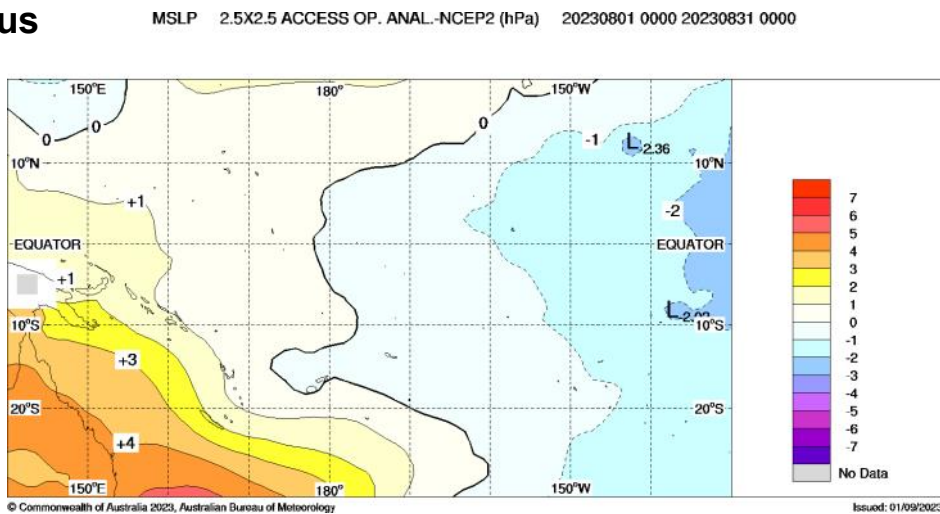 us
MSLP 2.5X2.5 ACCESS OP. ANAL.-NCEP2 (hPa) 20230801 0000 20230831 0000
150°E 180° 150°W
0 0 0 -1 L 2.36
10°N 10°N
+1 -2
EQUATOR EQUATOR
+1
10°S L 10°S
+3
20°S 20°S
+4
150°E 180° 150°W
7
6
5
4
3
2
1
0
-1
-2
-3
-4
-5
-6
-7
No Data
© Commonwealth of Australia 2023, Australian Bureau of Meteorology Issued: 01/09/2023